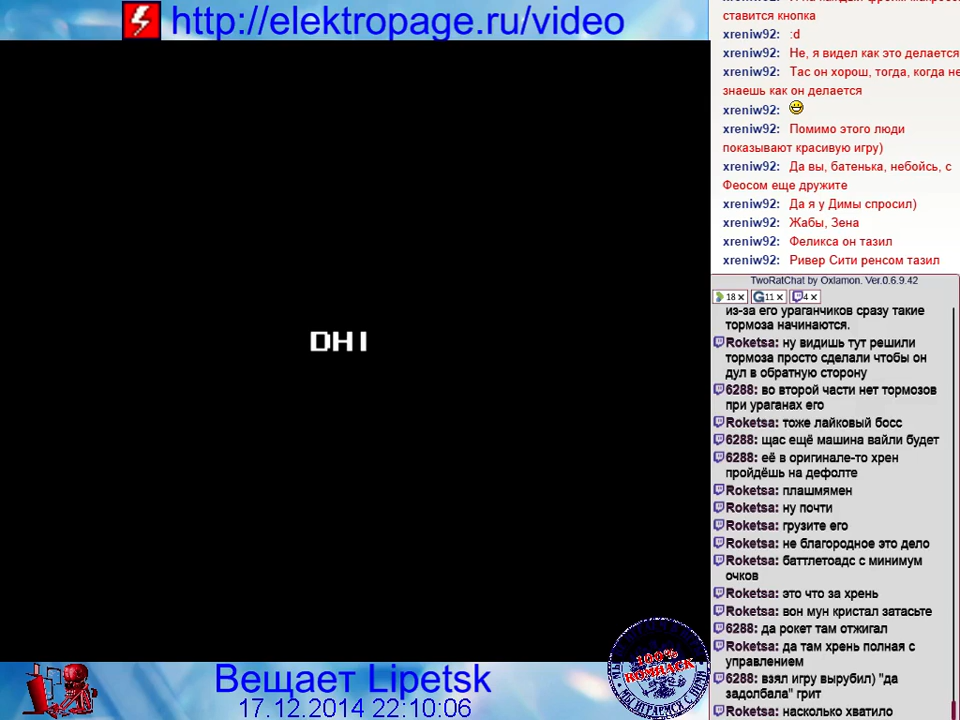 http://elektropage.ru/video
DHI
ставится кнопка
xreniw92: :d
xreniw92: Не, я видел как это делается
xreniw92: Тас он хорош, тогда, когда не
знаешь как он делается
xreniw92:
xreniw92: Помимо этого люди
показывают красивую игру)
xreniw92: Да вы, батенька, небойсь, с
Феосом еще дружите
xreniw92: Да я у Димы спросил)
xreniw92: Жабы, Зена
xreniw92: Феликса он тазил
xreniw92: Ривер Сити ренсом тазил
TwoRatChat by Oxlamon. Ver.0.6.9.42
18 x 11 x 4 x
из-за его ураганчиков сразу такие
тормоза начинаются.
Roketsa: ну видишь тут решили
тормоза просто сделали чтобы он
дул в обратную сторону
6288: во второй части нет тормозов
при ураганах его
Roketsa: тоже лайковый босс
6288: щас ещё машина вайли будет
6288: её в оригинале-то хрен
пройдёшь на дефолте
Roketsa: плашмямен
Roketsa: ну почти
Roketsa: грузите его
Roketsa: не благородное это дело
Roketsa: баттлетоадс с минимум
очков
Roketsa: это что за хрень
Roketsa: вон мун кристал затасьте
6288: да рокет там отжигал
Roketsa: да там хрень полная с
управлением
6288: взял игру вырубил) "да
задолбала" грит
Roketsa: насколько хватило
Вещает Lipetsk
17.12.2014 22:10:06
100%